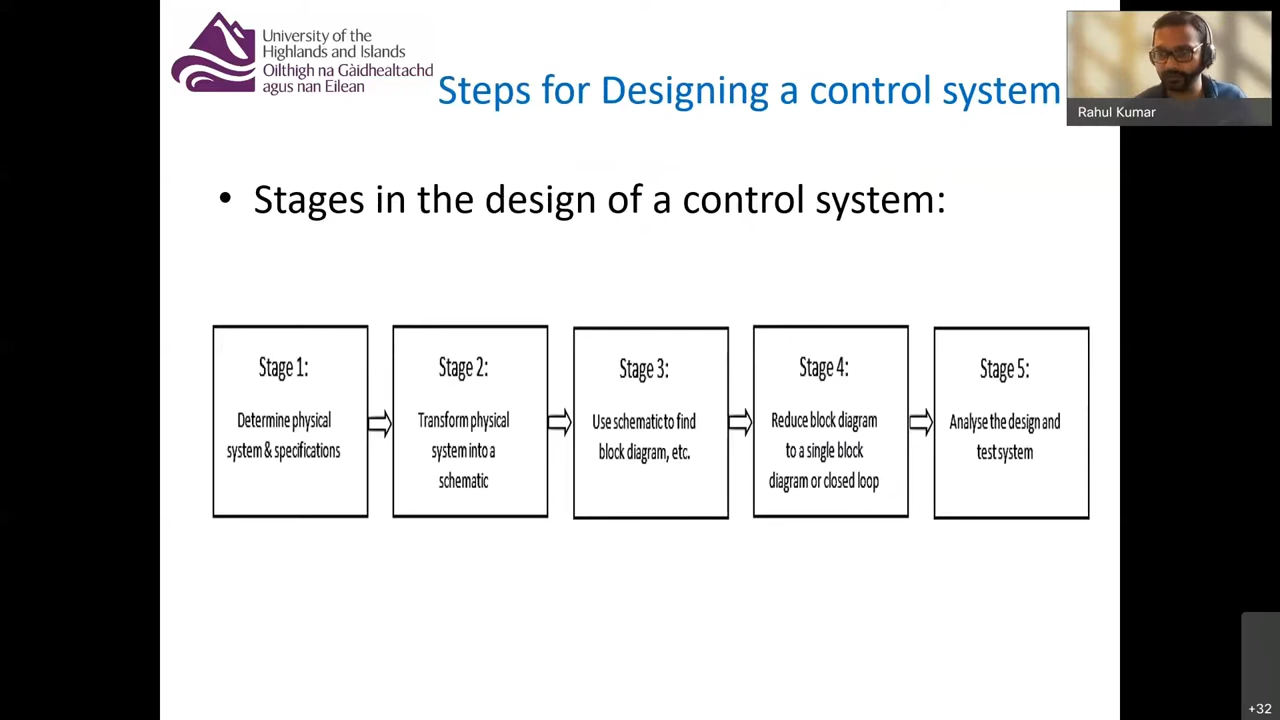 University of the
Highlands and Islands
Oilthigh na Gàidhealtachd
agus nan Eilean
Steps for Designing a control system
Rahul Kumar
• Stages in the design of a control system:
Stage 1:
Determine physical
system & specifications
Stage 2:
Transform physical
system into a
schematic
Stage 3:
Use schematic to find
block diagram, etc.
Stage 4:
Reduce block diagram
to a single block
diagram or closed loop
Stage 5:
Analyse the design and
test system
+32